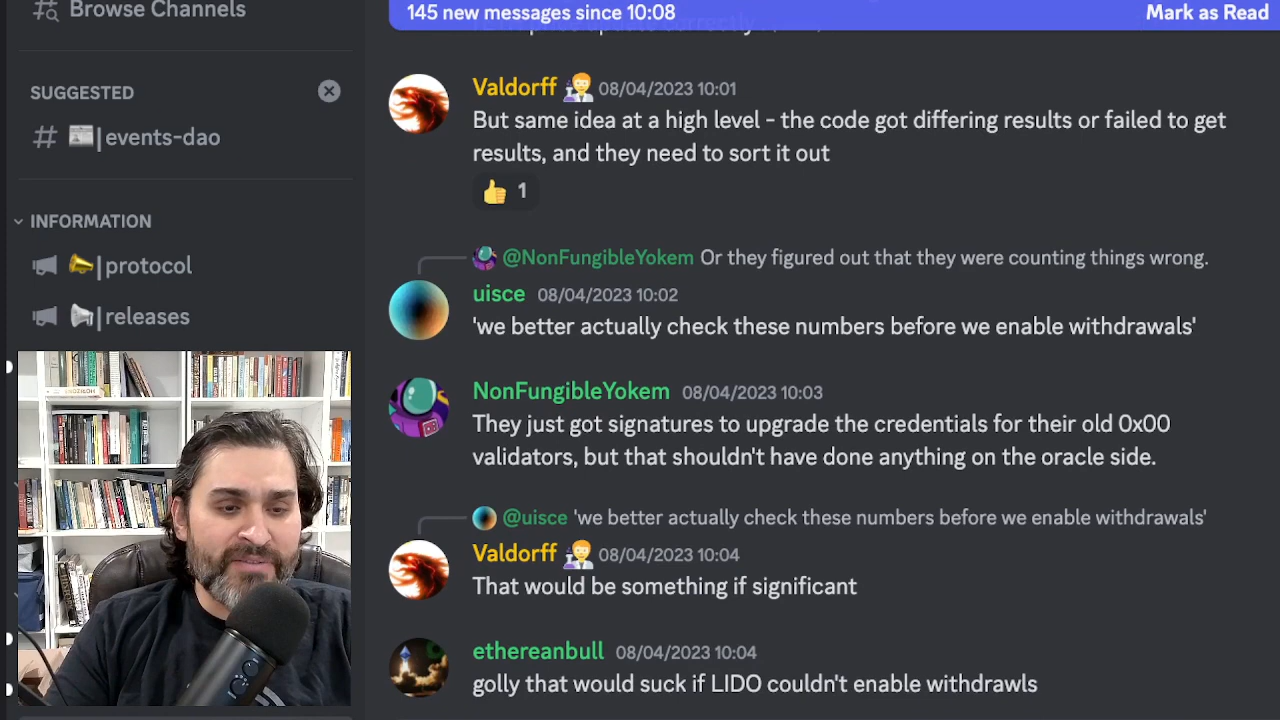 Browse Channels
145 new messages since 10:08
Mark as Read
SUGGESTED
events-dao
INFORMATION
protocol
releases
Valdorff 08/04/2023 10:01
But same idea at a high level - the code got differing results or failed to get
results, and they need to sort it out
1
@NonFungibleYokem Or they figured out that they were counting things wrong.
uisce 08/04/2023 10:02
'we better actually check these numbers before we enable withdrawals'
NonFungibleYokem 08/04/2023 10:03
They just got signatures to upgrade the credentials for their old 0x00
validators, but that shouldn't have done anything on the oracle side.
@uisce 'we better actually check these numbers before we enable withdrawals'
Valdorff 08/04/2023 10:04
That would be something if significant
ethereanbull 08/04/2023 10:04
golly that would suck if LIDO couldn't enable withdrawls